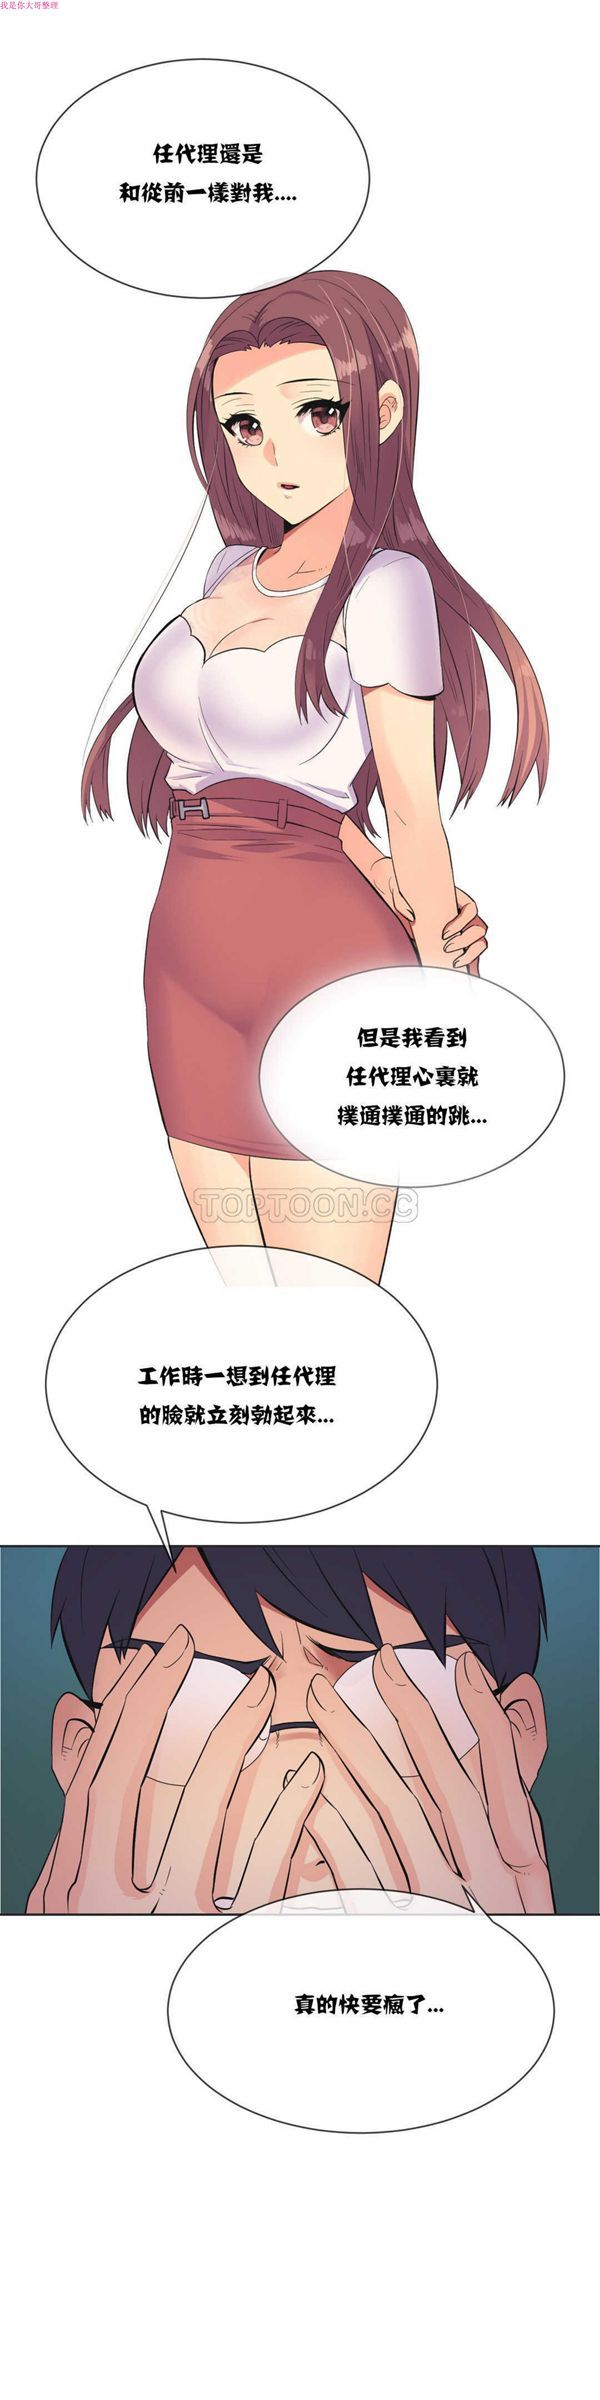 我是你大哥整理
任代理還是
和從前一樣對我....
但是我看到
任代理心裏就
撲通撲通的跳...
TOPTOON.CC
工作時一想到任代理
的臉就立刻勃起來...
真的快要瘋了...